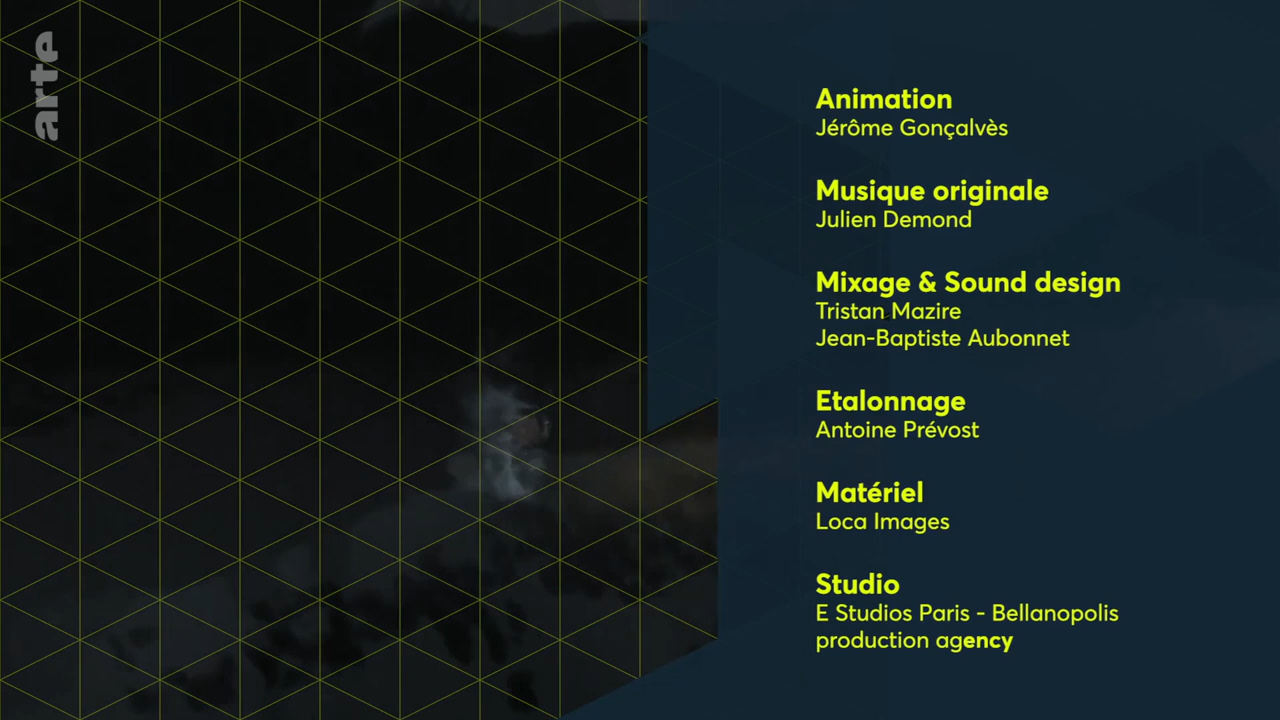 arte
Animation
Jérôme Gonçalvès
Musique originale
Julien Demond
Mixage & Sound design
Tristan Mazire
Jean-Baptiste Aubonnet
Etalonnage
Antoine Prévost
Matériel
Loca Images
Studio
E Studios Paris - Bellanopolis
production agency